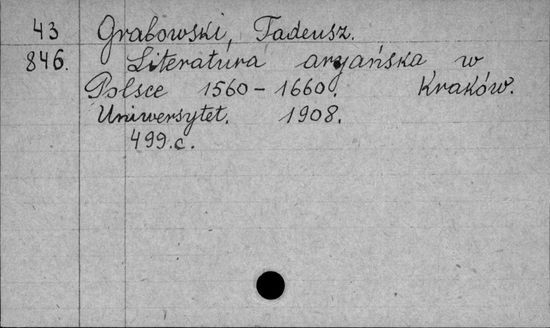 43 Grabowski, Tadeusz.
846. Literatura aryańska w
Polsce 1560-1660. Kraków.
Uniwersytet. 1908.
499.c.